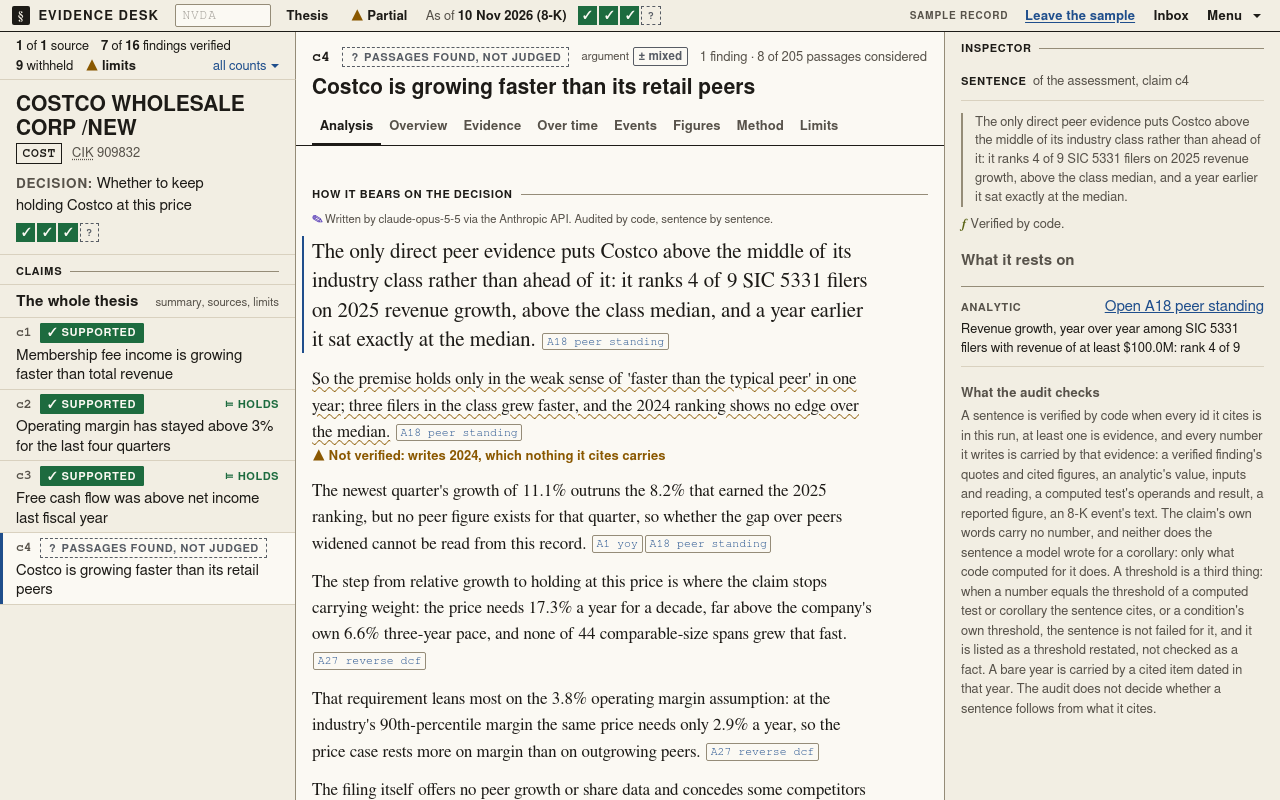 § EVIDENCE DESK NVDA Thesis ▲ Partial As of 10 Nov 2026 (8-K) ✓ ✓ ✓ ? SAMPLE RECORD Leave the sample Inbox Menu
1 of 1 source 7 of 16 findings verified
9 withheld ▲ limits all counts
COSTCO WHOLESALE
CORP /NEW
COST CIK 909832
DECISION: Whether to keep
holding Costco at this price
✓ ✓ ✓ ?
CLAIMS
The whole thesis summary, sources, limits
c1 ✓ SUPPORTED
Membership fee income is growing
faster than total revenue
c2 ✓ SUPPORTED ⊨ HOLDS
Operating margin has stayed above 3%
for the last four quarters
c3 ✓ SUPPORTED ⊨ HOLDS
Free cash flow was above net income
last fiscal year
c4 ? PASSAGES FOUND, NOT JUDGED
Costco is growing faster than its retail
peers
c4 ? PASSAGES FOUND, NOT JUDGED argument ± mixed 1 finding · 8 of 205 passages considered
Costco is growing faster than its retail peers
Analysis Overview Evidence Over time Events Figures Method Limits
HOW IT BEARS ON THE DECISION
✎ Written by claude-opus-5-5 via the Anthropic API. Audited by code, sentence by sentence.
The only direct peer evidence puts Costco above the middle of its
industry class rather than ahead of it: it ranks 4 of 9 SIC 5331 filers
on 2025 revenue growth, above the class median, and a year earlier
it sat exactly at the median. A18 peer standing
So the premise holds only in the weak sense of 'faster than the typical peer' in one
year; three filers in the class grew faster, and the 2024 ranking shows no edge over
the median. A18 peer standing
▲ Not verified: writes 2024, which nothing it cites carries
The newest quarter's growth of 11.1% outruns the 8.2% that earned the 2025
ranking, but no peer figure exists for that quarter, so whether the gap over peers
widened cannot be read from this record. A1 yoy A18 peer standing
The step from relative growth to holding at this price is where the claim stops
carrying weight: the price needs 17.3% a year for a decade, far above the company's
own 6.6% three-year pace, and none of 44 comparable-size spans grew that fast.
A27 reverse dcf
That requirement leans most on the 3.8% operating margin assumption: at the
industry's 90th-percentile margin the same price needs only 2.9% a year, so the
price case rests more on margin than on outgrowing peers. A27 reverse dcf
The filing itself offers no peer growth or share data and concedes some competitors
INSPECTOR
SENTENCE of the assessment, claim c4
The only direct peer evidence puts Costco above
the middle of its industry class rather than ahead of
it: it ranks 4 of 9 SIC 5331 filers on 2025 revenue
growth, above the class median, and a year earlier
it sat exactly at the median.
ƒ Verified by code.
What it rests on
ANALYTIC Open A18 peer standing
Revenue growth, year over year among SIC 5331
filers with revenue of at least $100.0M: rank 4 of 9
What the audit checks
A sentence is verified by code when every id it cites is
in this run, at least one is evidence, and every number
it writes is carried by that evidence: a verified finding's
quotes and cited figures, an analytic's value, inputs
and reading, a computed test's operands and result, a
reported figure, an 8-K event's text. The claim's own
words carry no number, and neither does the
sentence a model wrote for a corollary: only what
code computed for it does. A threshold is a third thing:
when a number equals the threshold of a computed
test or corollary the sentence cites, or a condition's
own threshold, the sentence is not failed for it, and it
is listed as a threshold restated, not checked as a
fact. A bare year is carried by a cited item dated in
that year. The audit does not decide whether a
sentence follows from what it cites.